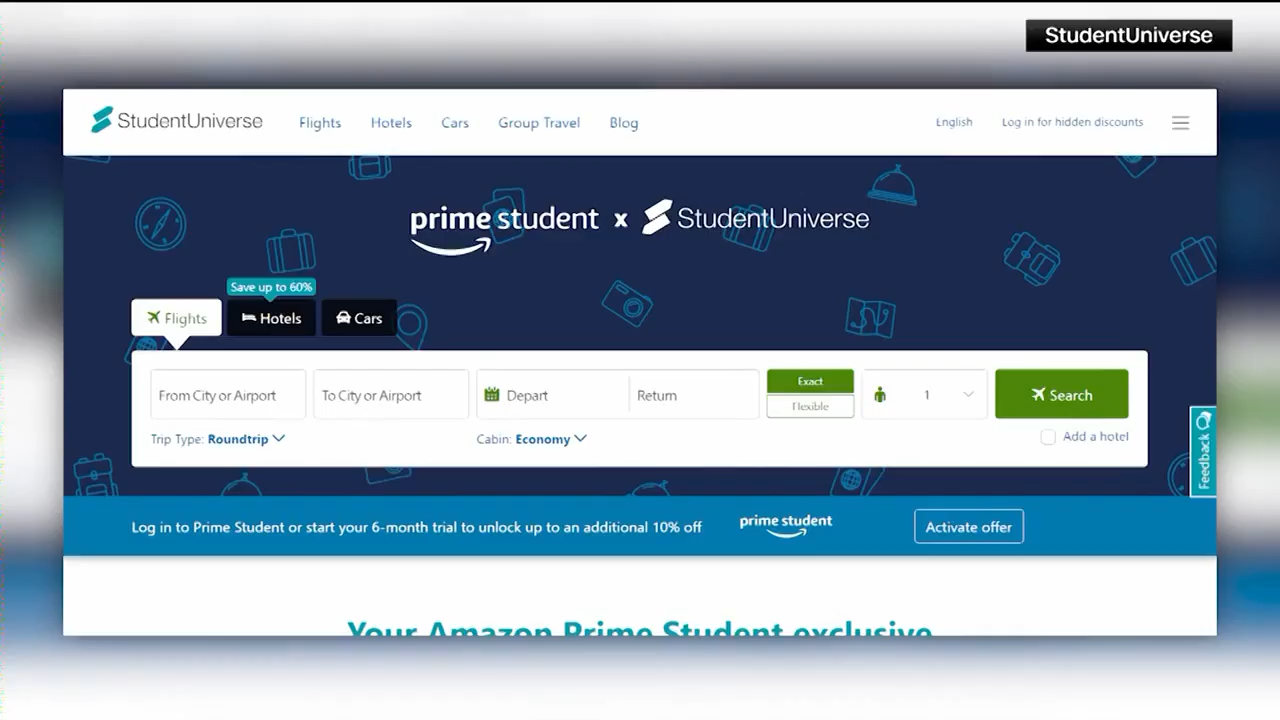 StudentUniverse
StudentUniverse Flights Hotels Cars Group Travel Blog English Log in for hidden discounts
prime student x StudentUniverse
Save up to 60%
Flights Hotels Cars
From City or Airport To City or Airport Depart Return Exact 1 Search
Flexible
Trip Type: Roundtrip Cabin: Economy Add a hotel
Feedback
Log in to Prime Student or start your 6-month trial to unlock up to an additional 10% off prime student Activate offer
Your Amazon Prime Student exclusive